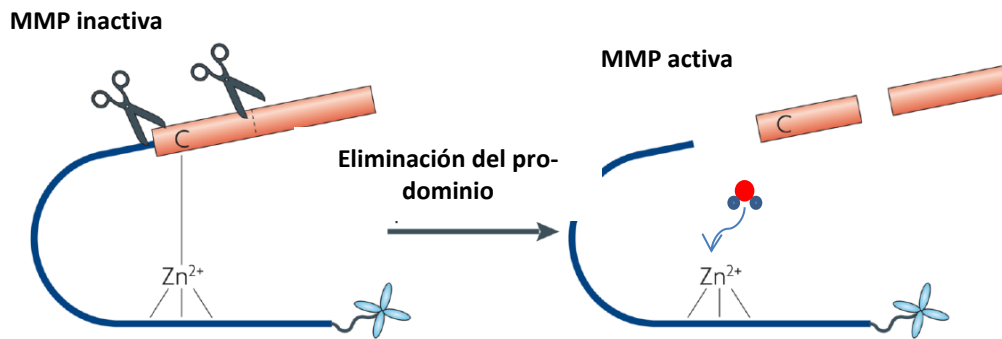 MMP inactiva
MMP activa
C
C
Eliminación del pro-
dominio
Zn²⁺
Zn²⁺